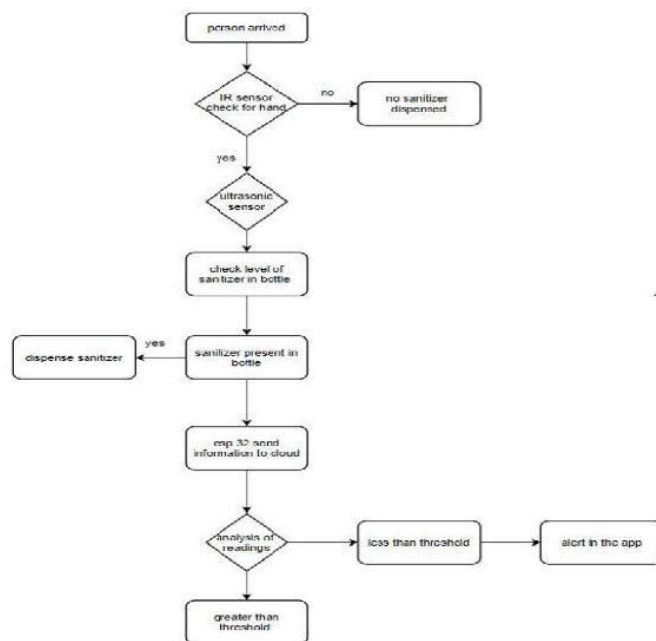 person arrived
IR sensor
check for hand
no
no sanitizer
dispensed
yes
ultrasonic
sensor
check level of
sanitizer in bottle
yes
dispense sanitizer
sanitizer present in
bottle
esp 32 send
information to cloud
analysis of
readings
less than threshold
alert in the app
greater than
threshold